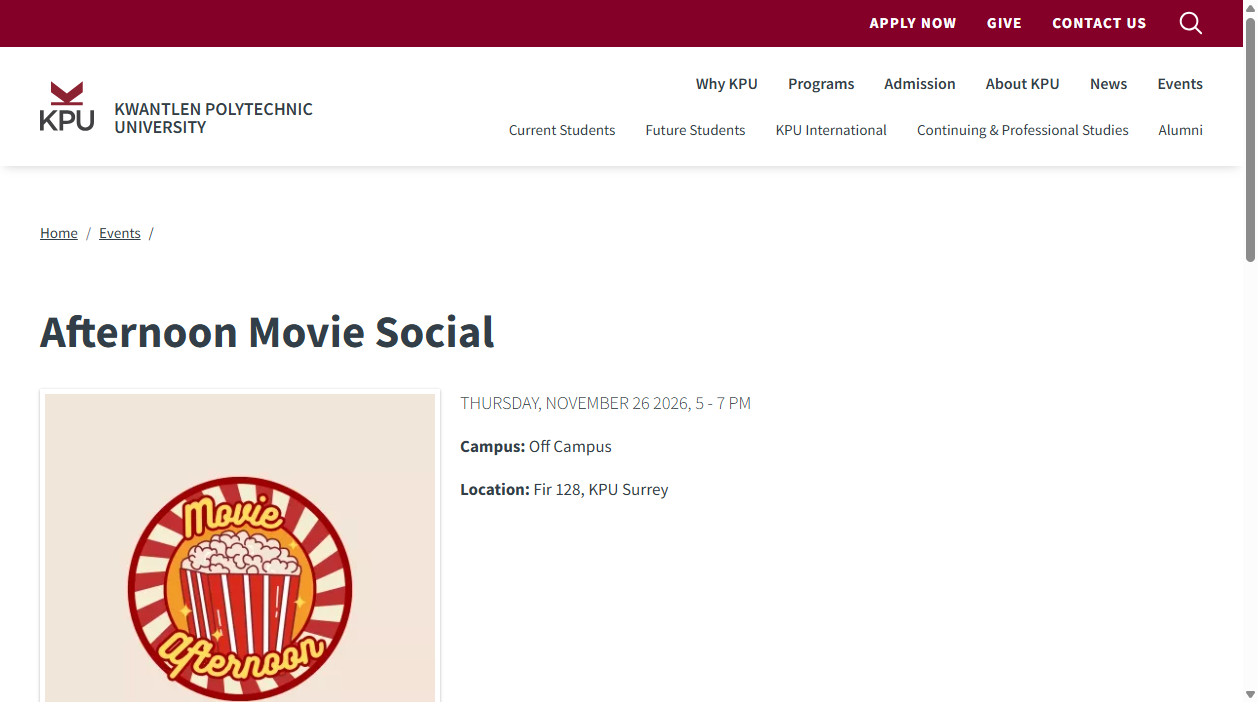 APPLY NOW GIVE CONTACT US
KPU
KWANTLEN POLYTECHNIC
UNIVERSITY
Why KPU Programs Admission About KPU News Events
Current Students Future Students KPU International Continuing & Professional Studies Alumni
Home / Events /
Afternoon Movie Social
THURSDAY, NOVEMBER 26 2026, 5 - 7 PM
Campus: Off Campus
Location: Fir 128, KPU Surrey
Movie
afternoon